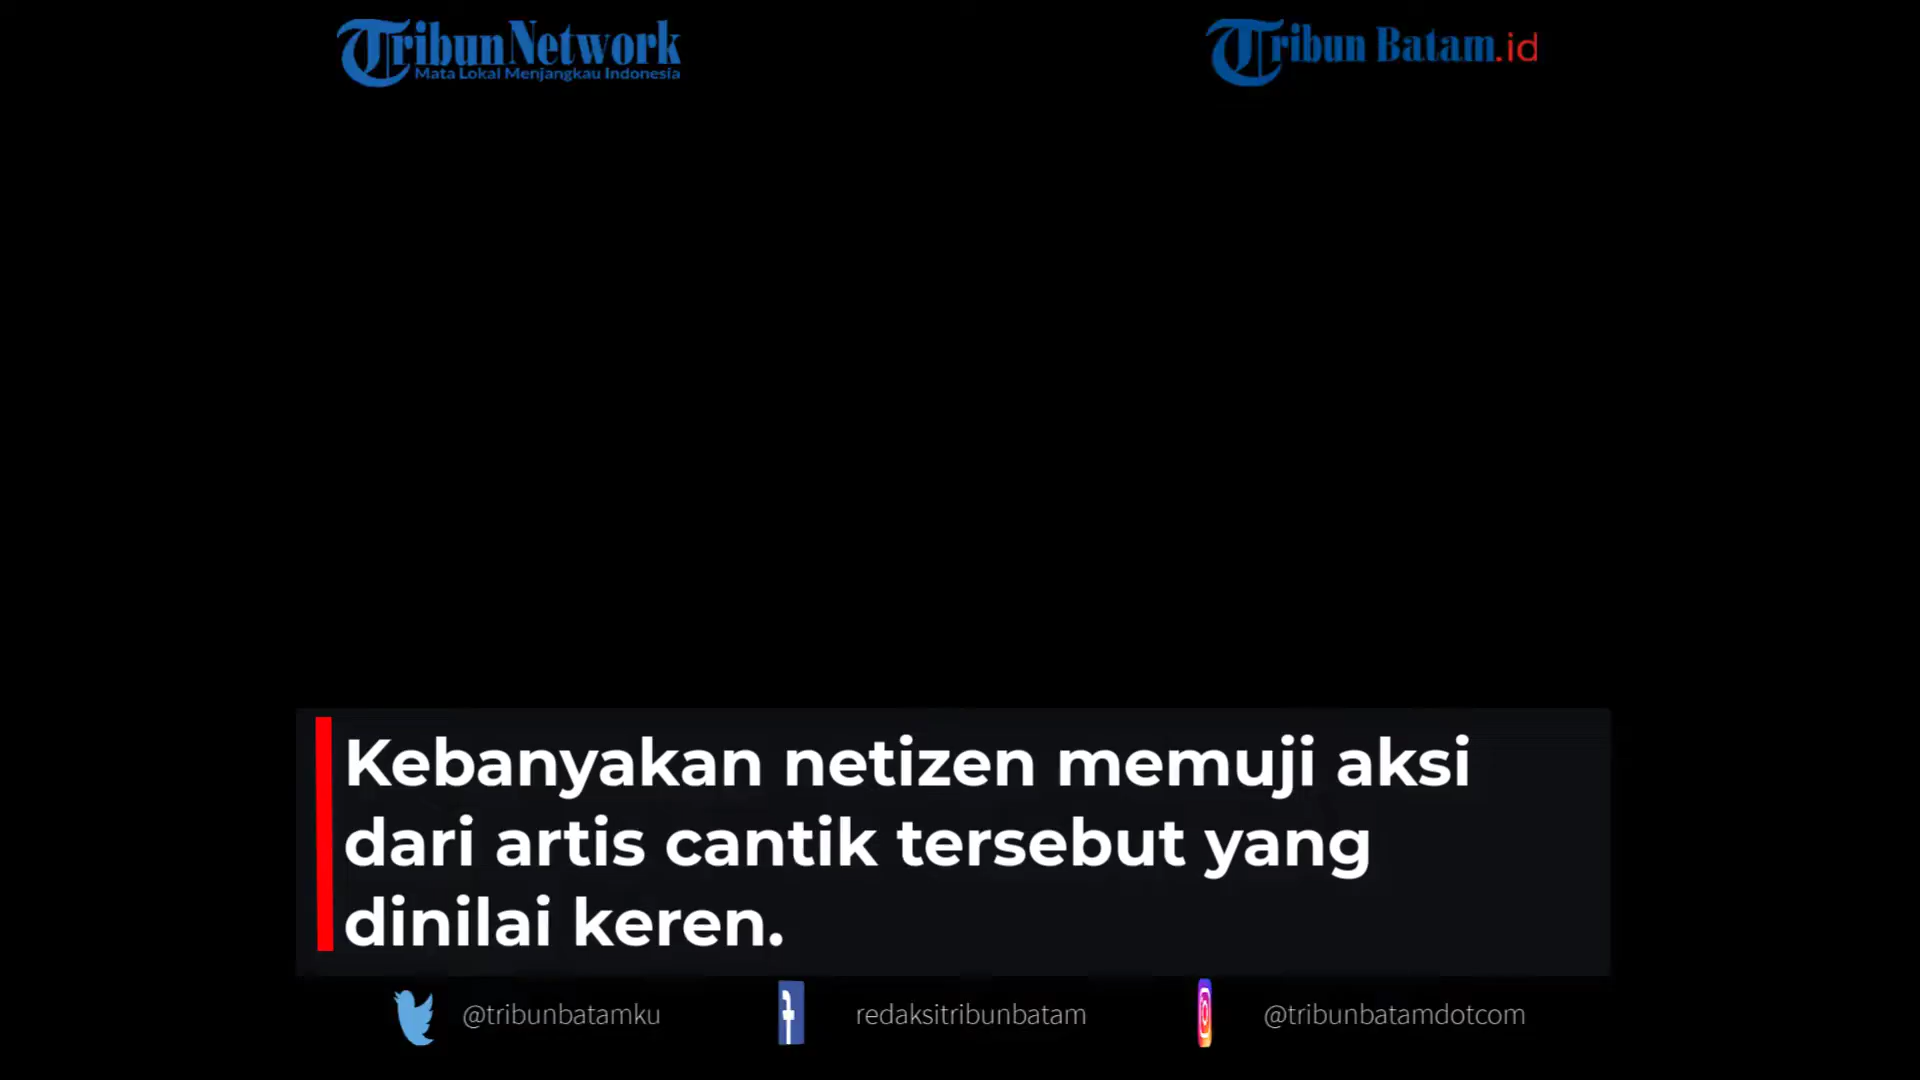 TribunNetwork
Mata Lokal Menjangkau Indonesia
Tribun Batam.id
Kebanyakan netizen memuji aksi
dari artis cantik tersebut yang
dinilai keren.
@tribunbatamku
redaksitribunbatam
@tribunbatamdotcom